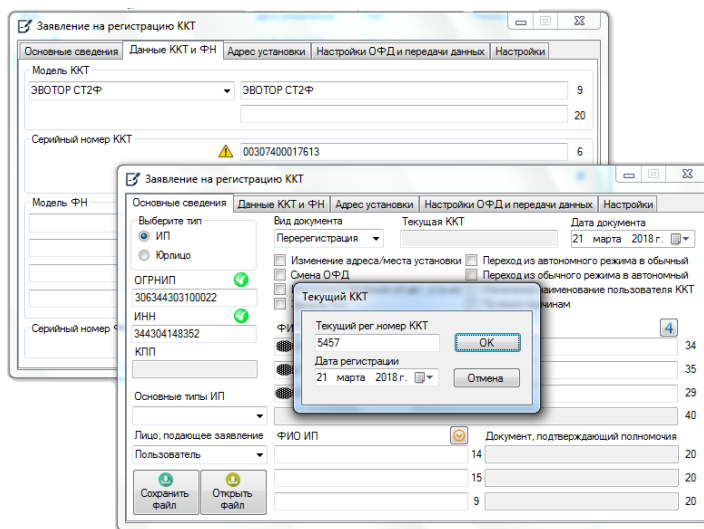 Заявление на регистрацию ККТ
Основные сведения Данные ККТ и ФН Адрес установки Настройки ОФД и передачи данных Настройки
Модель ККТ
ЭВОТОР СТ2Ф ЭВОТОР СТ2Ф 9
20
Серийный номер ККТ
00307400017613 6
Модель ФН
Серийный номер
Заявление на регистрацию ККТ
Основные сведения Данные ККТ и ФН Адрес установки Настройки ОФД и передачи данных Настройки
Выберите тип Вид документа Текущая ККТ Дата документа
ИП Перерегистрация 21 марта 2018 г.
Юрлицо
Изменение адреса/места установки Переход из автономного режима в обычный
Смена ОФД Переход из обычного режима в автономный
ОГРНИП
306344303100022 наименование пользователя ККТ
ИНН
344304148352
КПП
ФИО 4
34
35
29
40
Текущий ККТ
Текущий рег.номер ККТ
5457 OK
Дата регистрации
21 марта 2018 г. Отмена
Основные типы ИП
Лицо, подающее заявление ФИО ИП Документ, подтверждающий полномочия
Пользователь 14 20
15 20
9 20
Сохранить файл
Открыть файл